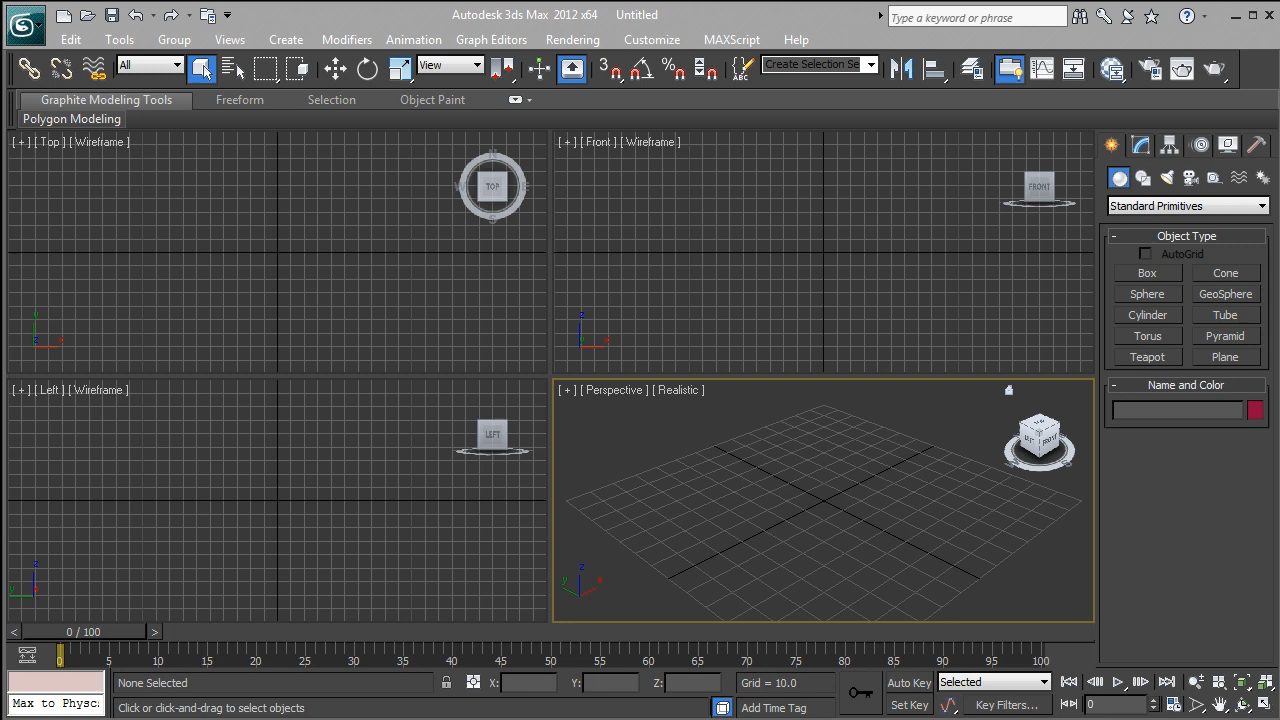 Autodesk 3ds Max 2012 x64 Untitled
Type a keyword or phrase
Edit Tools Group Views Create Modifiers Animation Graph Editors Rendering Customize MAXScript Help
All View 3 ABC Create Selection Se
Graphite Modeling Tools Freeform Selection Object Paint
Polygon Modeling
[ + ] [ Top ] [ Wireframe ]
N
W TOP E
S
y
z x
[ + ] [ Front ] [ Wireframe ]
FRONT
z
y x
[ + ] [ Left ] [ Wireframe ]
LEFT
z
y x
[ + ] [ Perspective ] [ Realistic ]
FRONT
z
y x
Standard Primitives
- Object Type
AutoGrid
Box Cone
Sphere GeoSphere
Cylinder Tube
Torus Pyramid
Teapot Plane
- Name and Color
< 0 / 100 >
0 5 10 15 20 25 30 35 40 45 50 55 60 65 70 75 80 85 90 95 100
None Selected X: Y: Z: Grid = 10.0 Auto Key Selected
Max to Physc
Click or click-and-drag to select objects Add Time Tag Set Key Key Filters... 0